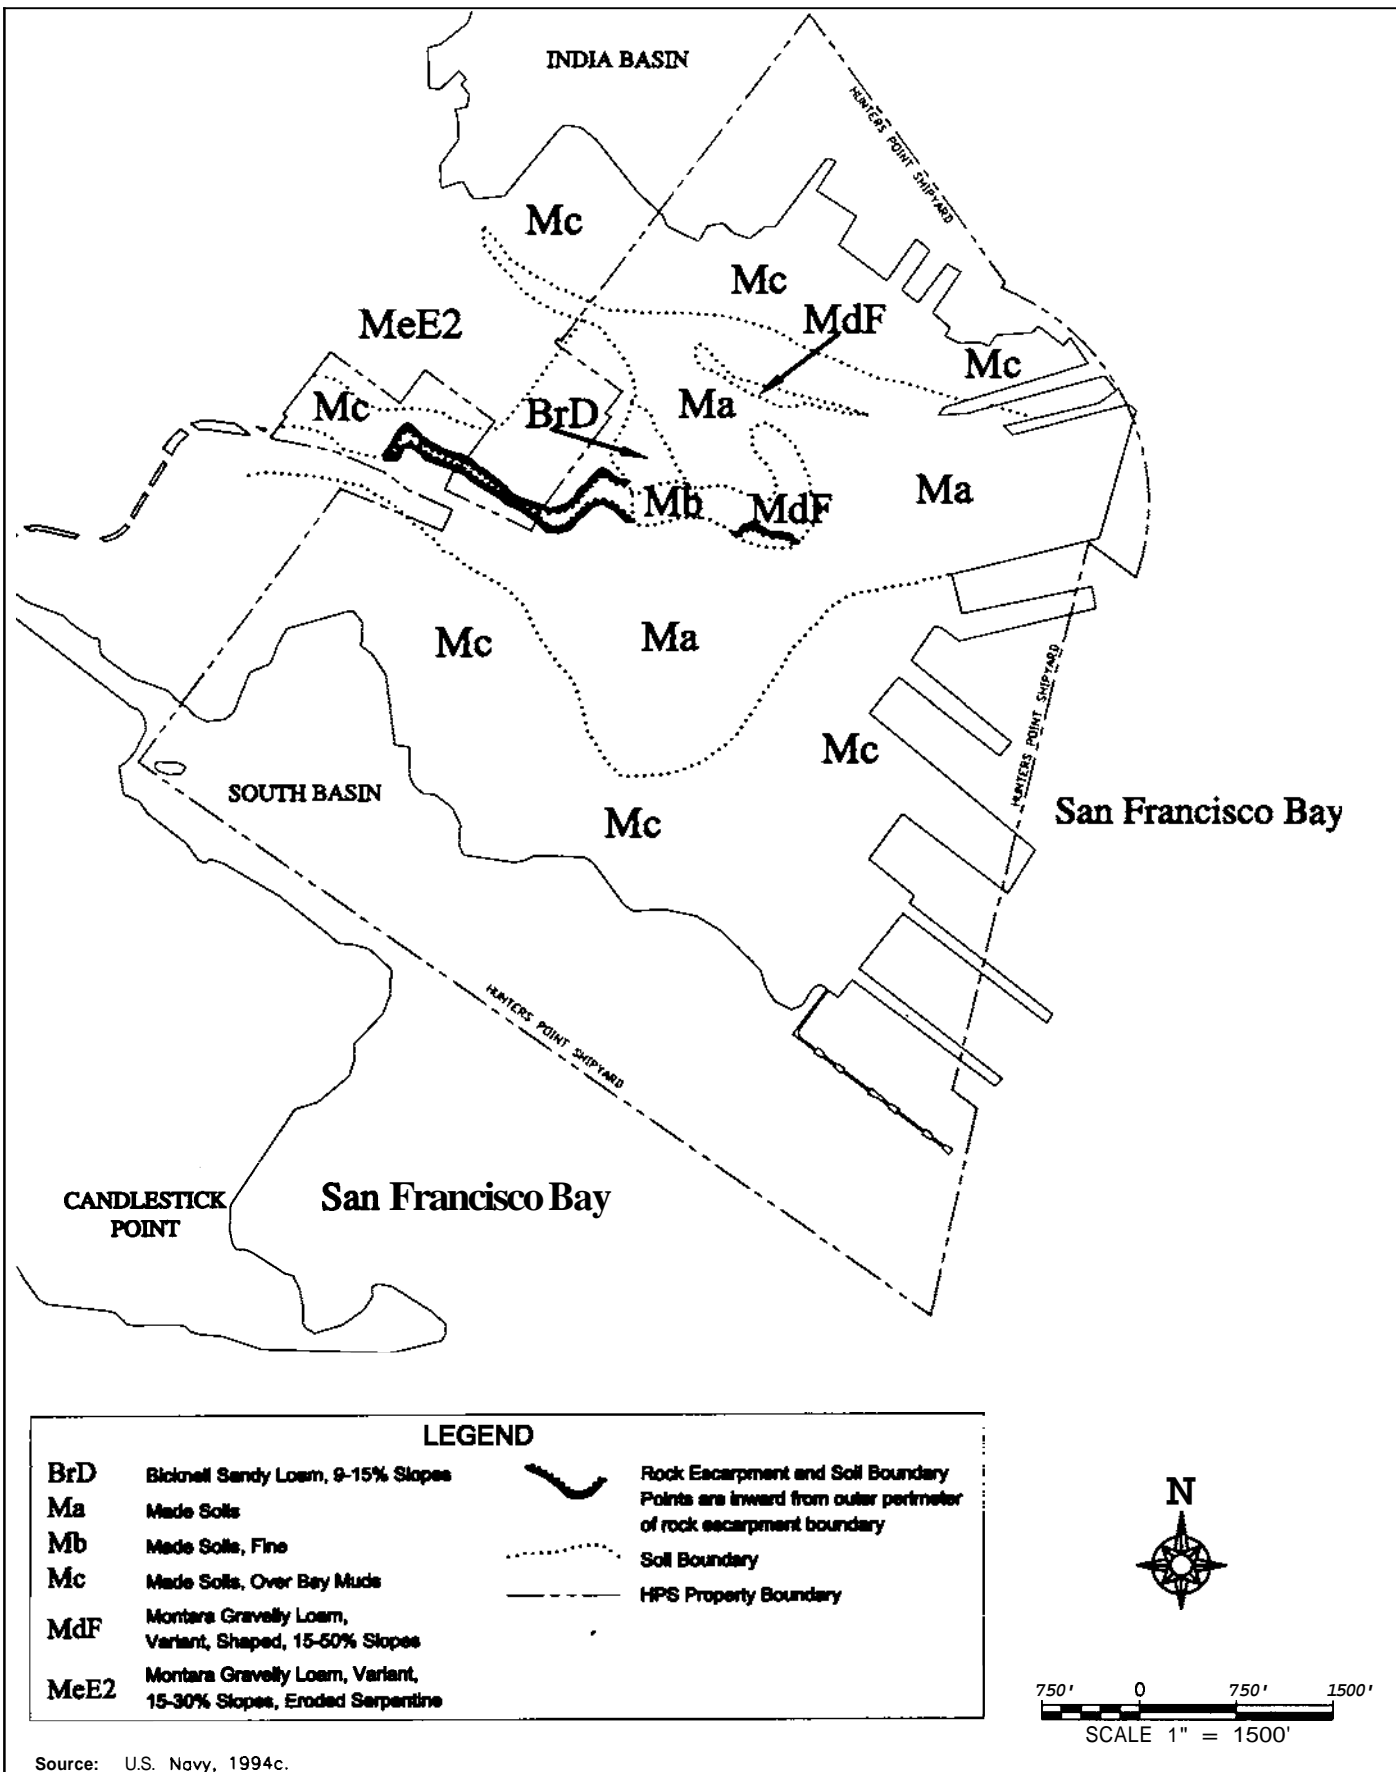 INDIA BASIN
HUNTERS POINT SHIPYARD
Mc
Mc
MdF
MeE2
Mc
Mc
BrD
Ma
Mb
MdF
Ma
Mc
Ma
HUNTERS POINT SHIPYARD
Mc
SOUTH BASIN
Mc
San Francisco Bay
HUNTERS POINT SHIPYARD
CANDLESTICK
POINT
San Francisco Bay
LEGEND
BrD Bicknell Sandy Loam, 9-15% Slopes
Ma Made Soils
Mb Made Soils, Fine
Mc Made Soils, Over Bay Muds
MdF Montara Gravelly Loam,
Variant, Shaped, 15-50% Slopes
MeE2 Montara Gravelly Loam, Variant,
15-30% Slopes, Eroded Serpentine
Rock Escarpment and Soil Boundary
Points are inward from outer perimeter
of rock escarpment boundary
Soil Boundary
HPS Property Boundary
N
750' 0 750' 1500'
SCALE 1" = 1500'
Source: U.S. Navy, 1994c.